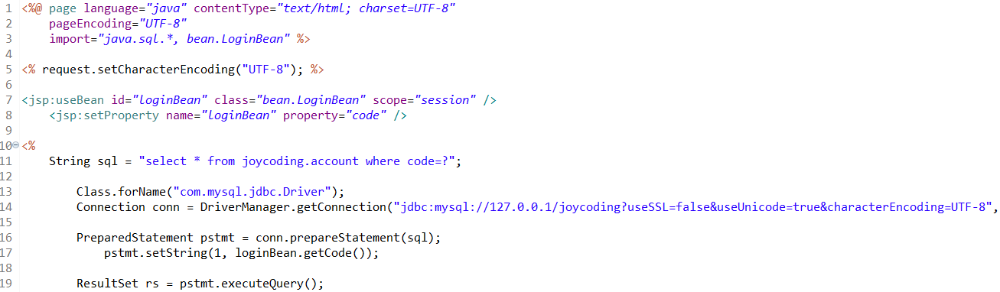 1 <%@ page language="java" contentType="text/html; charset=UTF-8"
2     pageEncoding="UTF-8"
3     import="java.sql.*, bean.LoginBean" %>
4
5 <% request.setCharacterEncoding("UTF-8"); %>
6
7 <jsp:useBean id="loginBean" class="bean.LoginBean" scope="session" />
8     <jsp:setProperty name="loginBean" property="code" />
9
10 <%
11     String sql = "select * from joycoding.account where code=?";
12
13         Class.forName("com.mysql.jdbc.Driver");
14         Connection conn = DriverManager.getConnection("jdbc:mysql://127.0.0.1/joycoding?useSSL=false&useUnicode=true&characterEncoding=UTF-8",
15
16         PreparedStatement pstmt = conn.prepareStatement(sql);
17             pstmt.setString(1, loginBean.getCode());
18
19         ResultSet rs = pstmt.executeQuery();